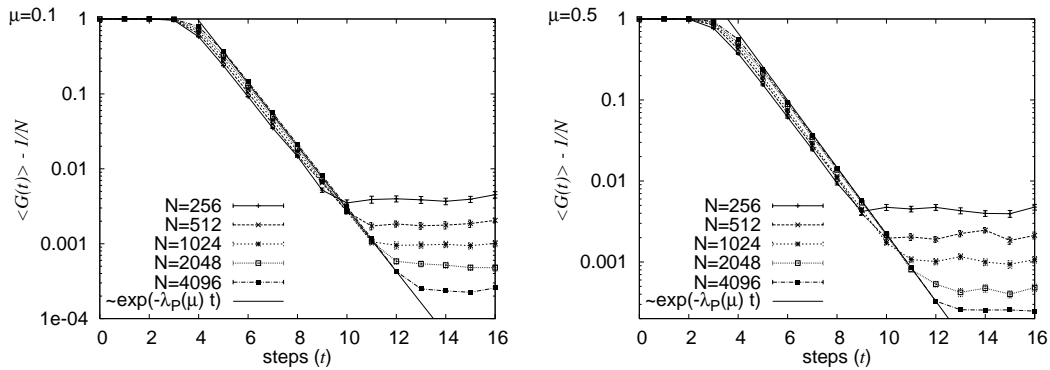 μ=0.1
1
0.1
0.01
0.001
1e-04
<G(t)> - 1/N
N=256
N=512
N=1024
N=2048
N=4096
~exp(-λP(μ) t)
0 2 4 6 8 10 12 14 16
steps (t)
μ=0.5
1
0.1
0.01
0.001
<G(t)> - 1/N
N=256
N=512
N=1024
N=2048
N=4096
~exp(-λP(μ) t)
0 2 4 6 8 10 12 14 16
steps (t)